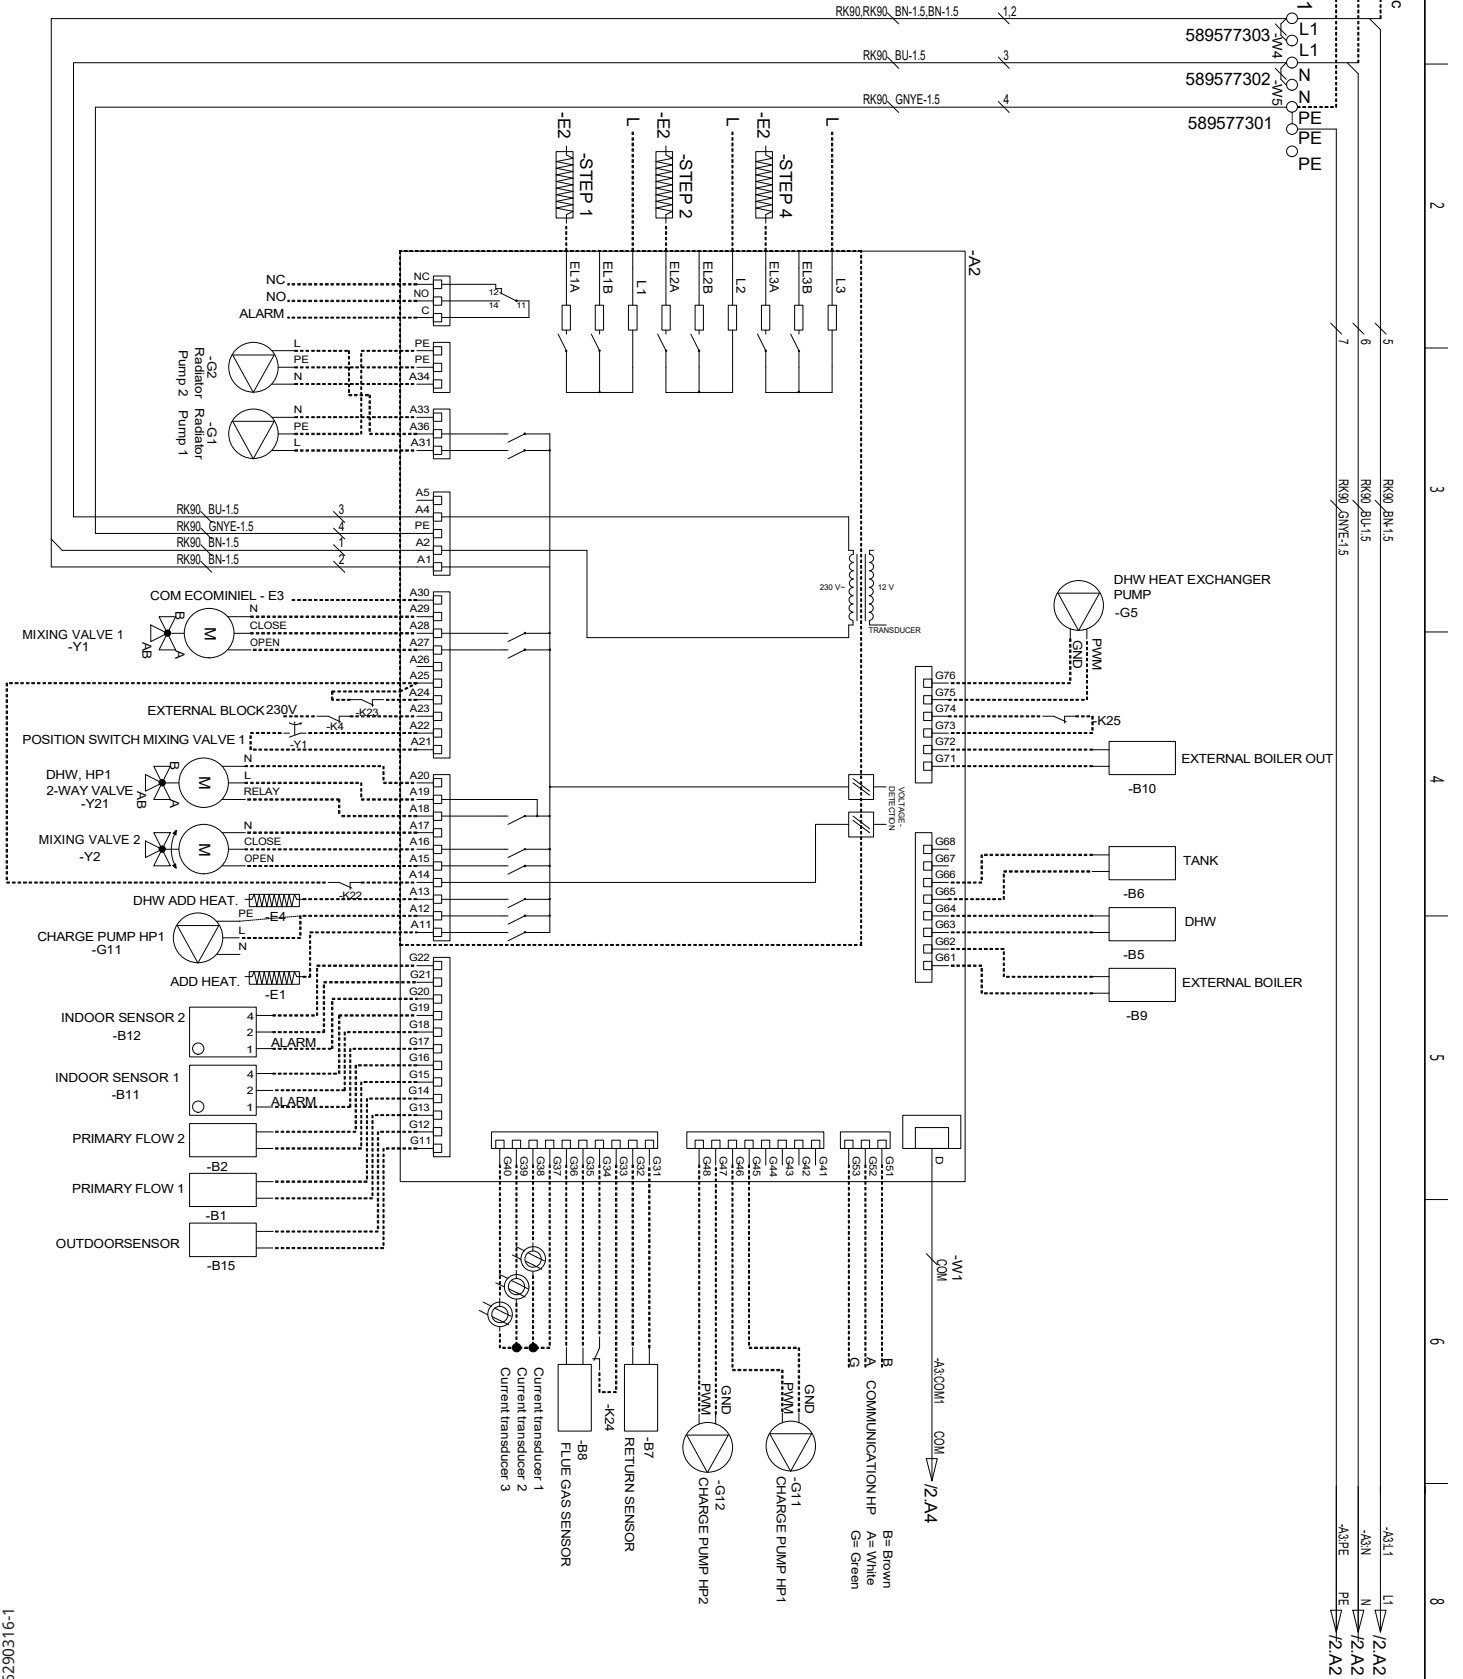 RK90,RK90 BN-1.5,BN-1.5 1,2
RK90 BU-1.5 3
RK90 GNYE-1.5 4
1
C
589577303
-W4
L1
L1
589577302
-W5
N
N
589577301
PE
PE
PE
2
3
4
5
6
8
-E2
-STEP 1
L
-E2
-STEP 2
L
-E2
-STEP 4
L
-A2
EL1A
EL1B
L1
EL2A
EL2B
L2
EL3A
EL3B
L3
NC
NO
ALARM
NC
NO
C
12
14
11
-G2
Radiator
Pump 2
L
PE
N
PE
PE
A34
-G1
Radiator
Pump 1
N
PE
L
A33
A36
A31
7
6
5
A5
A4
PE
A2
A1
RK90 BU-1.5 3
RK90 GNYE-1.5 4
RK90 BN-1.5 1
RK90 BN-1.5 2
RK90 GNYE-1.5
RK90 BU-1.5
RK90 BN-1.5
230 V~
12 V
TRANSDUCER
COM ECOMINIEL - E3
MIXING VALVE 1
-Y1
B
A
AB
M
N
CLOSE
OPEN
A30
A29
A28
A27
A26
A25
A24
A23
A22
A21
-K23
EXTERNAL BLOCK 230V
-K4
POSITION SWITCH MIXING VALVE 1
-Y1
DHW, HP1
2-WAY VALVE
-Y21
B
A
AB
M
N
L
RELAY
MIXING VALVE 2
-Y2
M
N
CLOSE
OPEN
A20
A19
A18
A17
A16
A15
A14
A13
A12
A11
-K22
DHW ADD HEAT.
-E4
CHARGE PUMP HP1
-G11
PE
L
N
ADD HEAT.
-E1
VOLTAGE-
DETECTION
DHW HEAT EXCHANGER
PUMP
-G5
GND
PWM
G76
G75
G74
G73
G72
G71
-K25
EXTERNAL BOILER OUT
-B10
G68
G67
G66
G65
G64
G63
G62
G61
TANK
-B6
DHW
-B5
EXTERNAL BOILER
-B9
G22
G21
G20
G19
G18
G17
G16
G15
G14
G13
G12
G11
INDOOR SENSOR 2
-B12
4
2
1
ALARM
INDOOR SENSOR 1
-B11
4
2
1
ALARM
PRIMARY FLOW 2
-B2
PRIMARY FLOW 1
-B1
OUTDOORSENSOR
-B15
G40
G39
G38
G37
G36
G35
G34
G33
G32
G31
G48
G47
G46
G45
G44
G43
G42
G41
G53
G52
G51
D
Current transducer 3
Current transducer 2
Current transducer 1
-B8
FLUE GAS SENSOR
-K24
-B7
RETURN SENSOR
PWM
GND
-G12
CHARGE PUMP HP2
PWM
GND
-G11
CHARGE PUMP HP1
G
A
B
COMMUNICATION HP
B= Brown
A= White
G= Green
-W1
COM
-A3:COM1
COM
/2.A4
-A3:PE
-A3:N
-A3:L1
PE
N
L1
/2.A2
/2.A2
/2.A2
6290316-1